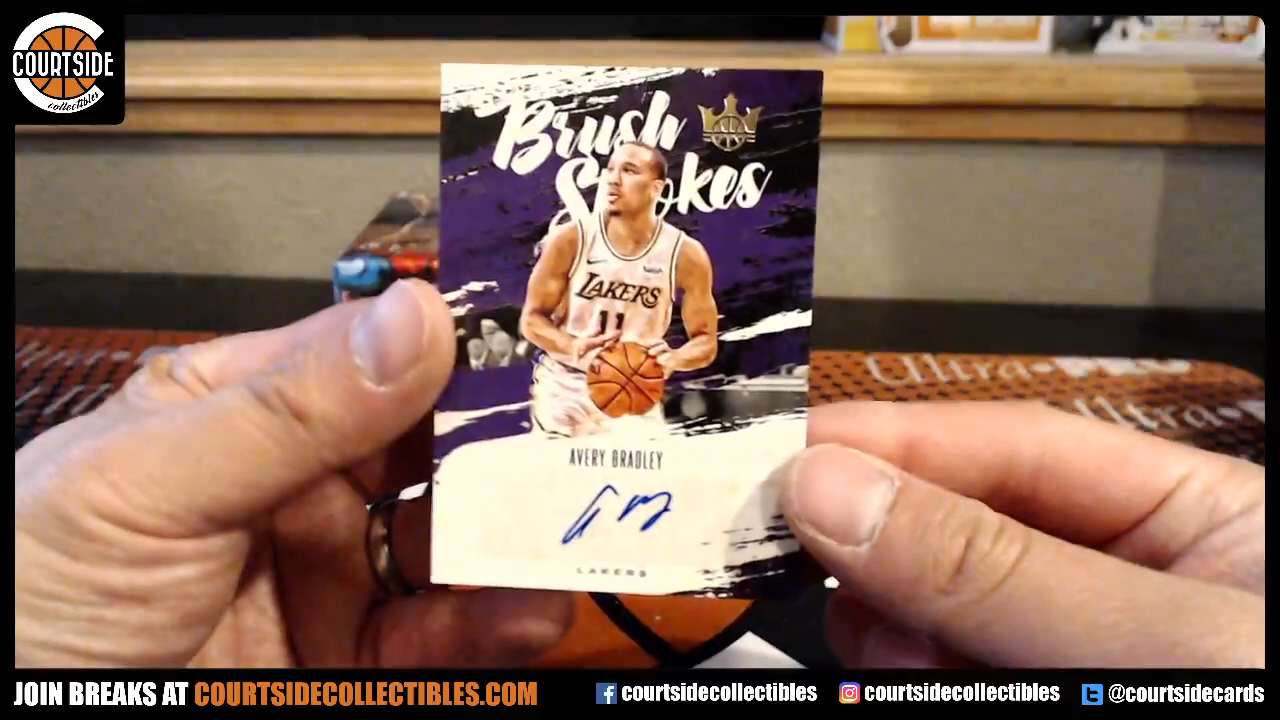 COURTSIDE
collectibles
Brush
Strokes
LAKERS
11
AVERY BRADLEY
LAKERS
Ultra•PRO
Ultra•
JOIN BREAKS AT COURTSIDECOLLECTIBLES.COM
courtsidecollectibles
courtsidecollectibles
@courtsidecards